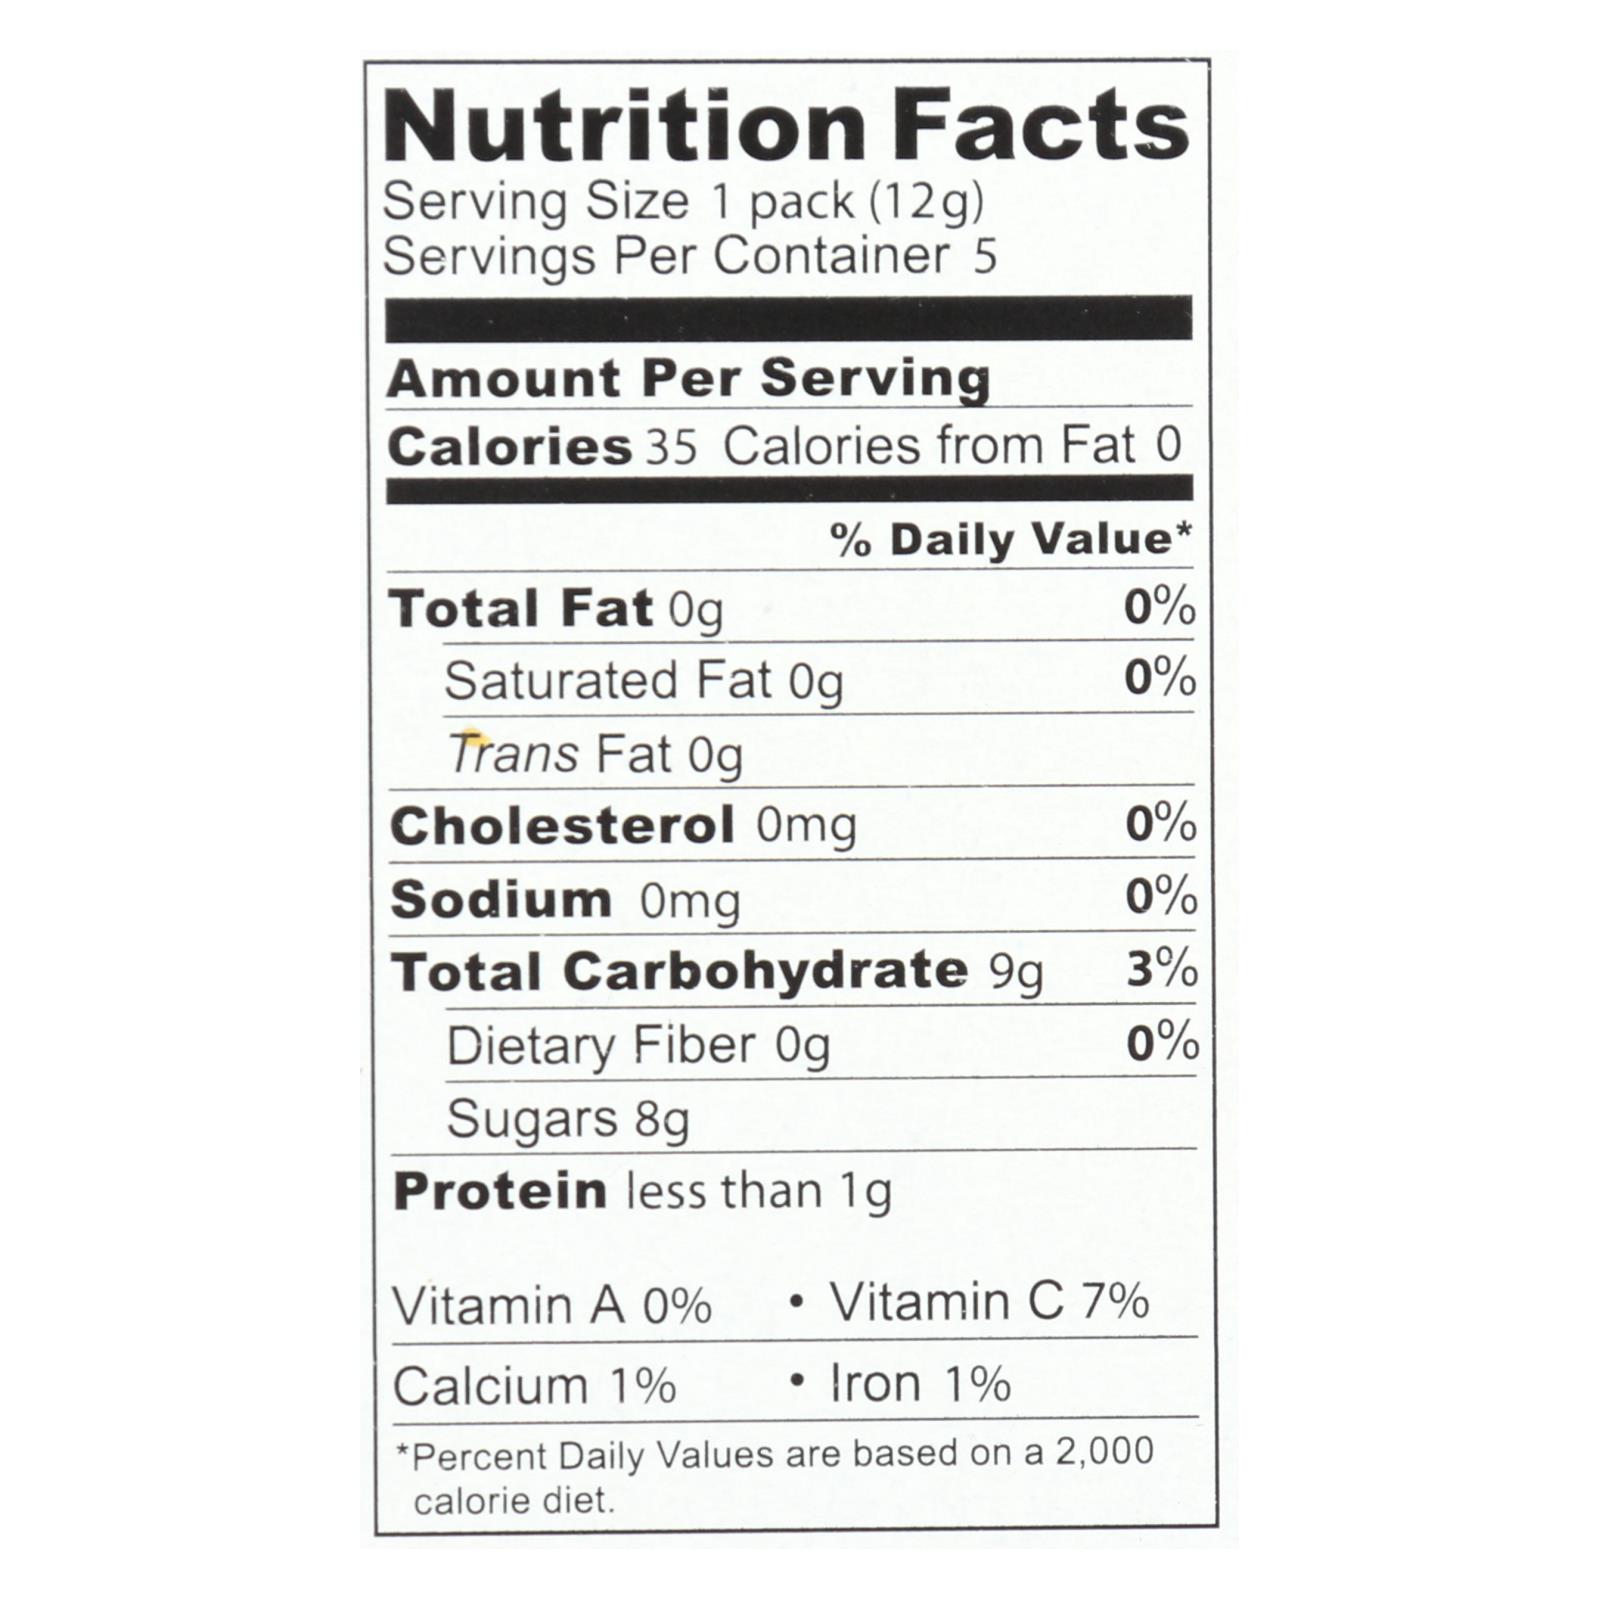 Nutrition Facts
Serving Size 1 pack (12g)
Servings Per Container 5
Amount Per Serving
Calories 35 Calories from Fat 0
% Daily Value*
Total Fat 0g 0%
Saturated Fat 0g 0%
Trans Fat 0g
Cholesterol 0mg 0%
Sodium 0mg 0%
Total Carbohydrate 9g 3%
Dietary Fiber 0g 0%
Sugars 8g
Protein less than 1g
Vitamin A 0% • Vitamin C 7%
Calcium 1% • Iron 1%
*Percent Daily Values are based on a 2,000
calorie diet.